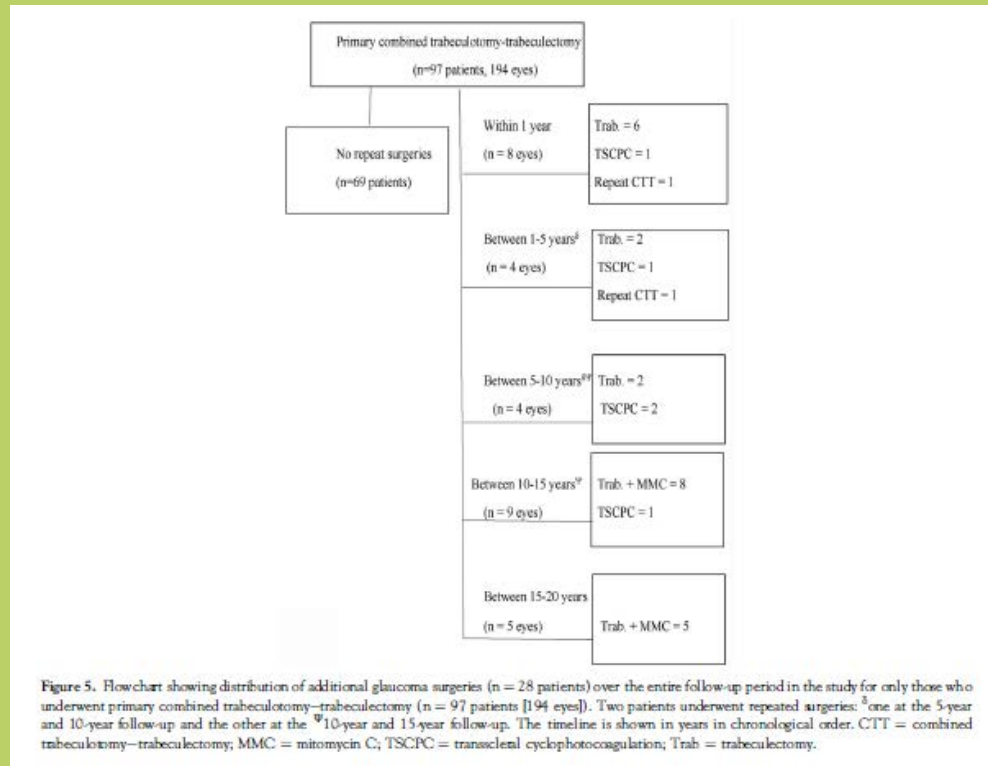 Primary combined trabeculotomy-trabeculectomy
(n=97 patients, 194 eyes)
No repeat surgeries
(n=69 patients)
Within 1 year
(n = 8 eyes)
Trab. = 6
TSCPC = 1
Repeat CTT = 1
Between 1-5 years
(n = 4 eyes)
Trab. = 2
TSCPC = 1
Repeat CTT = 1
Between 5-10 years
(n = 4 eyes)
Trab. = 2
TSCPC = 2
Between 10-15 yearsΨ
(n = 9 eyes)
Trab. + MMC = 8
TSCPC = 1
Between 15-20 years
(n = 5 eyes)
Trab. + MMC = 5
Figure 5. Flowchart showing distribution of additional glaucoma surgeries (n = 28 patients) over the entire follow-up period in the study for only those who
underwent primary combined trabeculotomy–trabeculectomy (n = 97 patients [194 eyes]). Two patients underwent repeated surgeries: one at the 5-year
and 10-year follow-up and the other at the Ψ10-year and 15-year follow-up. The timeline is shown in years in chronological order. CTT = combined
trabeculotomy–trabeculectomy; MMC = mitomycin C; TSCPC = transscleral cyclophotocoagulation; Trab = trabeculectomy.